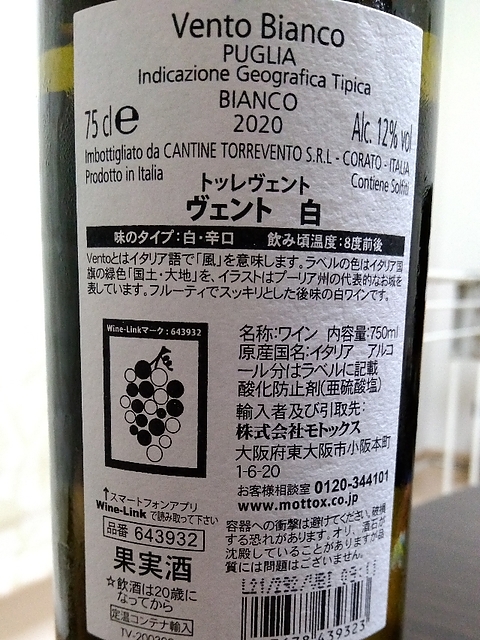 Vento Bianco
PUGLIA
Indicazione Geografica Tipica
BIANCO
75 cl e
2020
Alc. 12% vol
Imbottigliato da CANTINE TORREVENTO S.R.L - CORATO - ITALIA
Prodotto in Italia
Contiene Solfiti
トッレヴェント
ヴェント 白
味のタイプ:白・辛口 飲み頃温度:8度前後
Ventoとはイタリア語で「風」を意味します。ラベルの色はイタリア国
旗の緑色「国土・大地」を、イラストはプーリア州の代表的なお城を
表しています。フルーティでスッキリとした後味の白ワインです。
Wine-Linkマーク:643932
名称:ワイン 内容量:750ml
原産国名:イタリア アルコ
ール分はラベルに記載
酸化防止剤(亜硫酸塩)
輸入者及び引取先:
株式会社モトックス
大阪府東大阪市小阪本町
1-6-20
お客様相談室 0120-344101
www.mottox.co.jp
↑スマートフォンアプリ
Wine-Linkで読み取って下さい
品番 643932
果実酒
☆飲酒は20歳に
なってから
定温コンテナ輸入
容器への衝撃は避けてください。破損
する恐れがあります。オリ、酒石が
沈殿していることがありますが品
質には問題はございません。